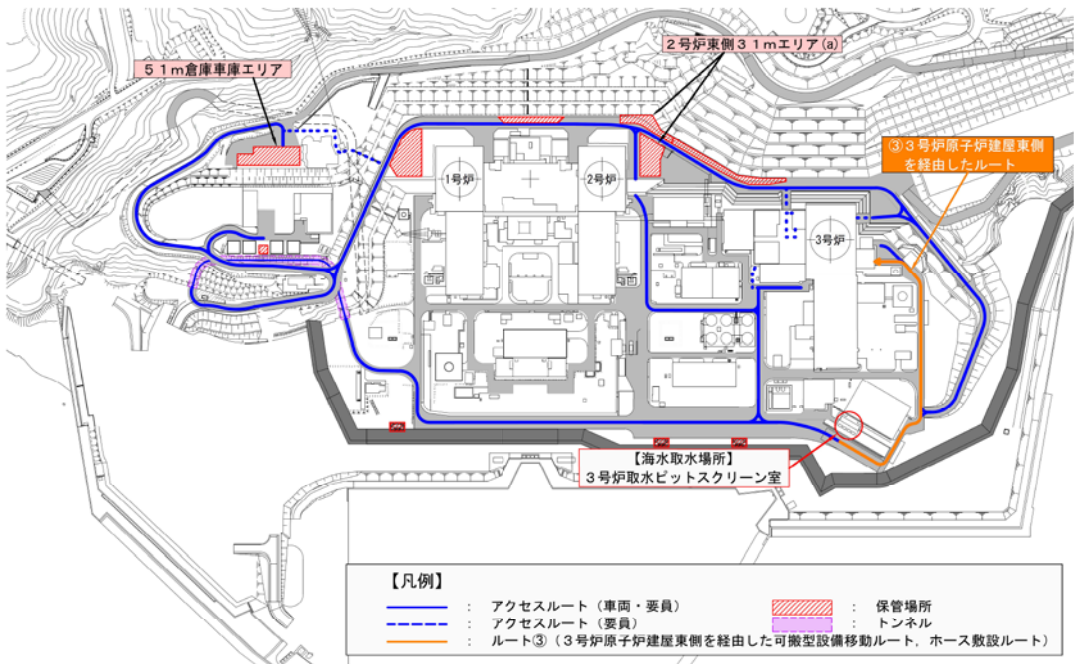 ２号炉東側３１ｍエリア(a)
５１ｍ倉庫車庫エリア
③３号炉原子炉建屋東側
を経由したルート
1号炉
2号炉
3号炉
【海水取水場所】
３号炉取水ピットスクリーン室
【凡例】
： アクセスルート（車両・要員）
： 保管場所
： アクセスルート（要員）
： トンネル
： ルート③（３号炉原子炉建屋東側を経由した可搬型設備移動ルート，ホース敷設ルート）